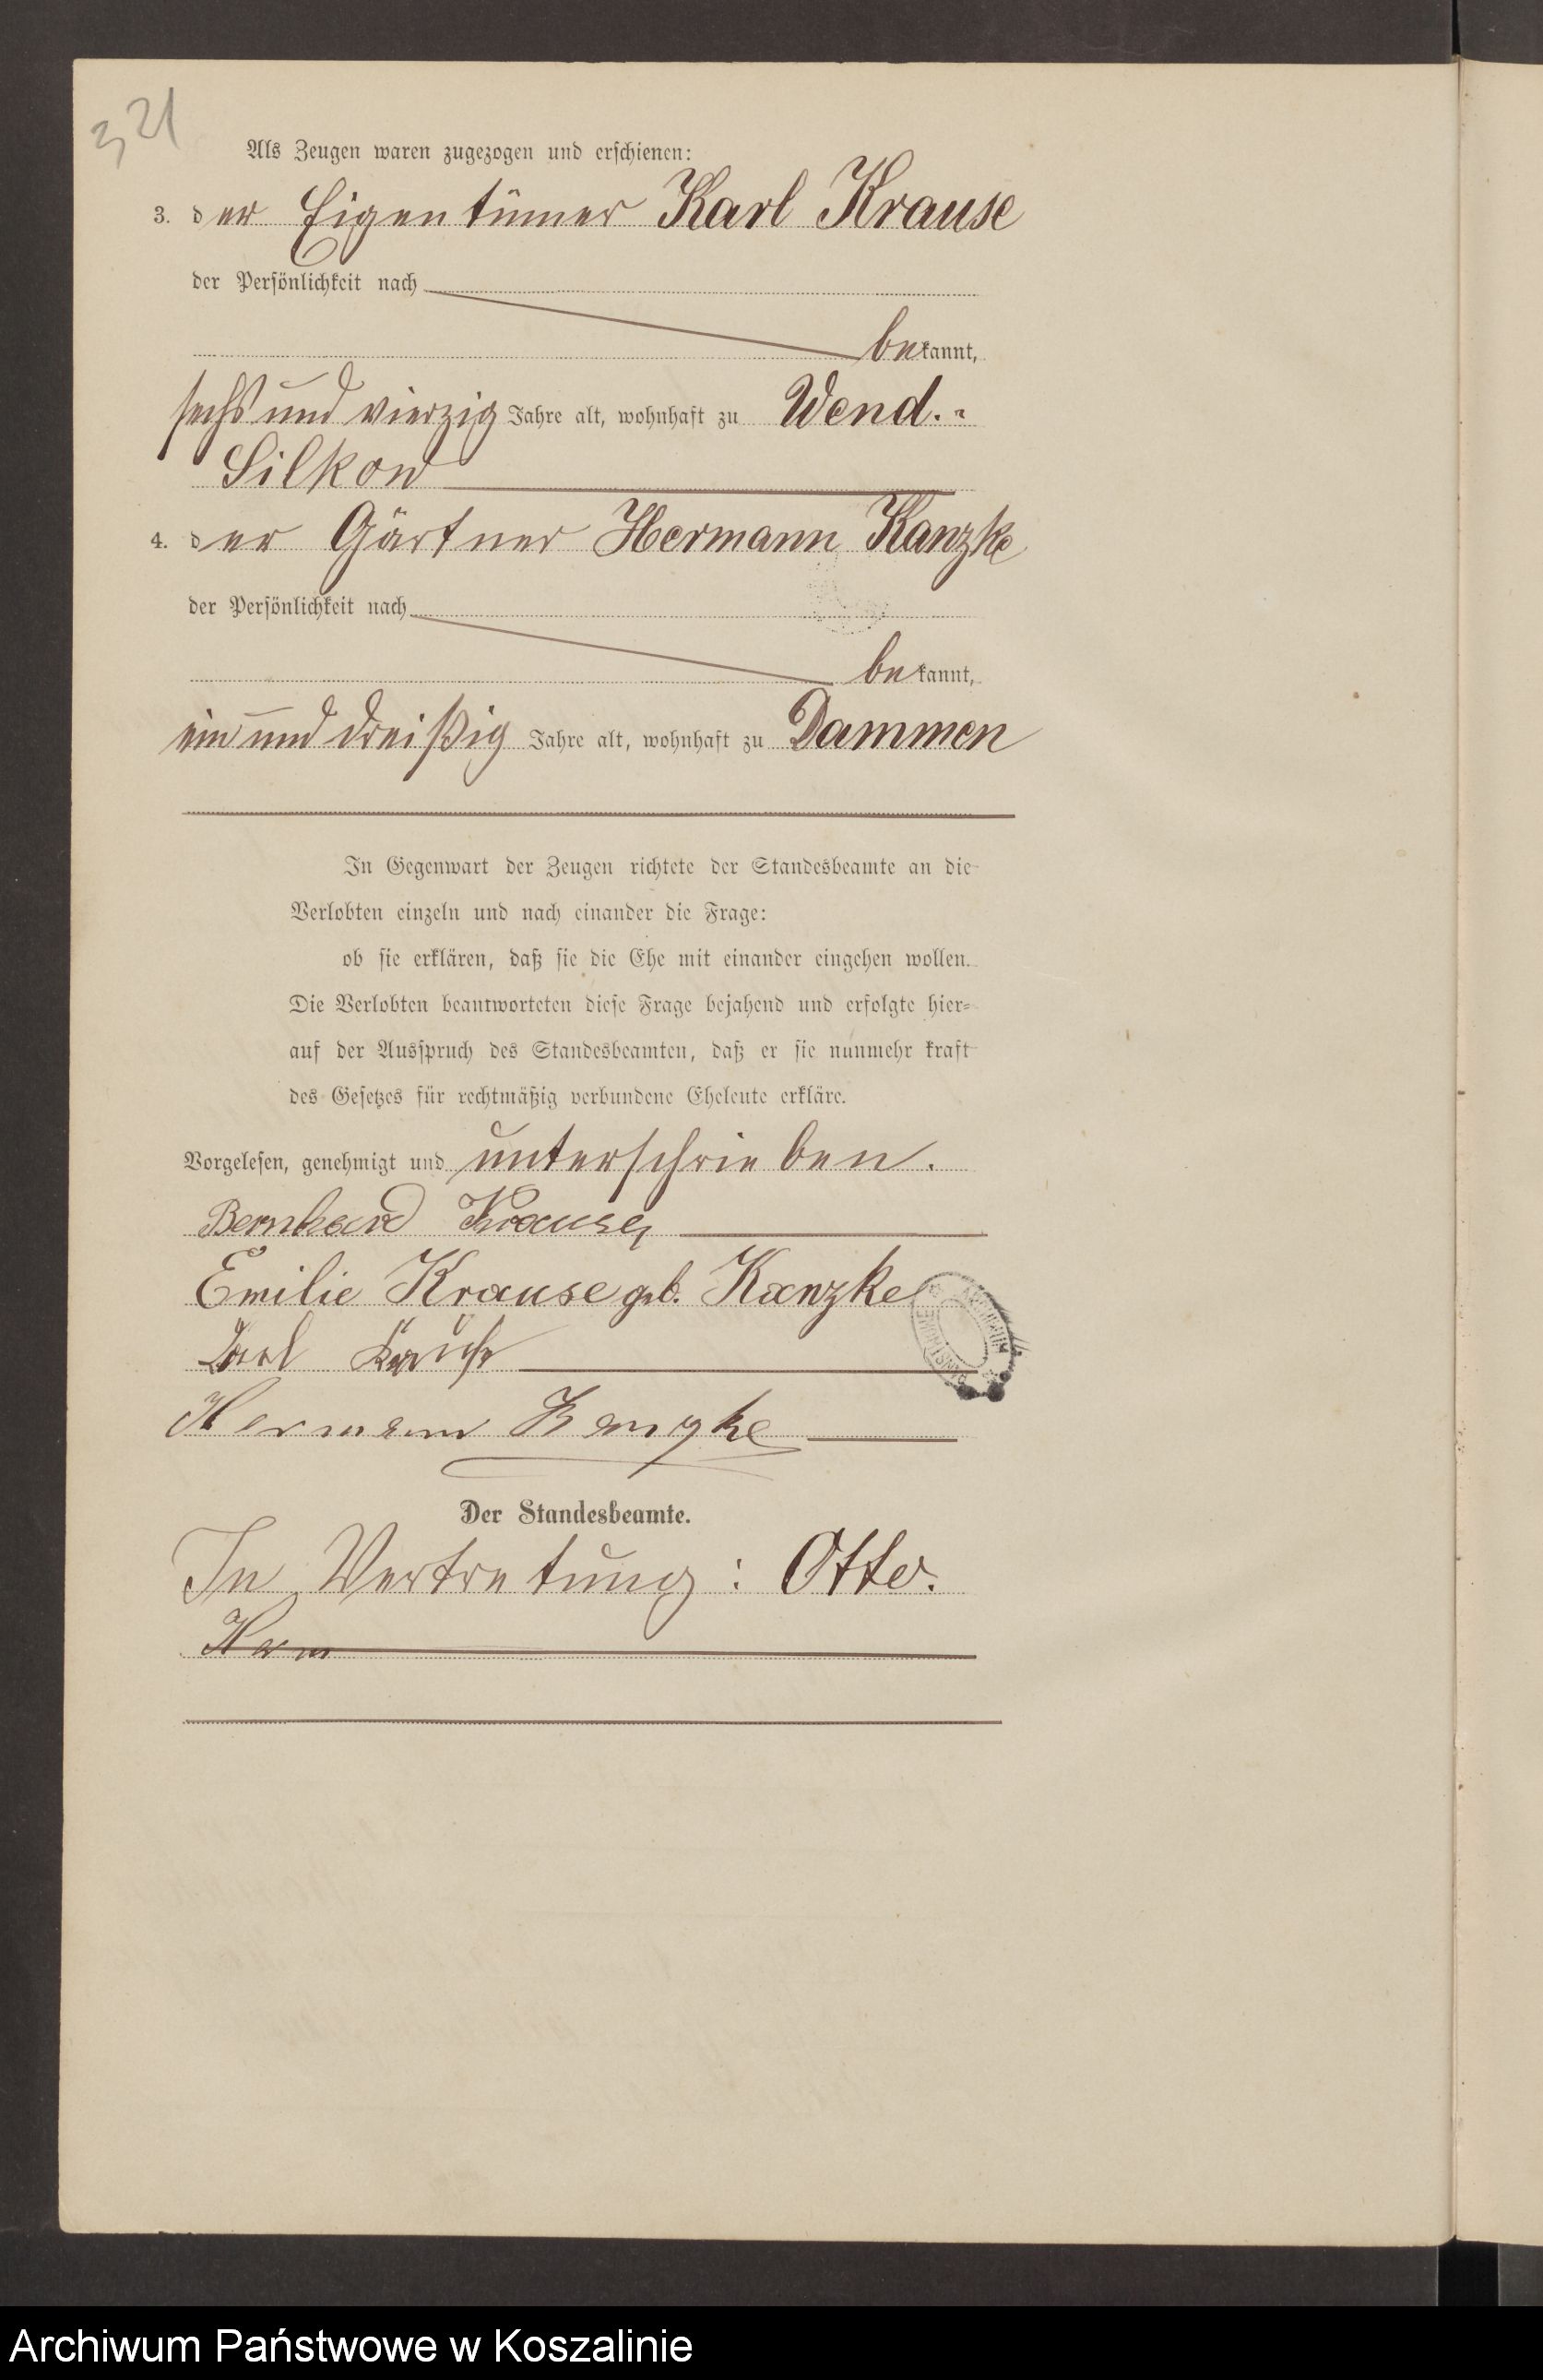 321
Als Zeugen waren zugezogen und erschienen:
3. der Eigentümer Karl Krause
der Persönlichkeit nach
bekannt,
sechs und vierzig Jahre alt, wohnhaft zu Wend.-
Silkow
4. der Gärtner Hermann Kanzke
der Persönlichkeit nach
bekannt,
ein und dreißig Jahre alt, wohnhaft zu Dammen
In Gegenwart der Zeugen richtete der Standesbeamte an die
Verlobten einzeln und nach einander die Frage:
ob sie erklären, daß sie die Ehe mit einander eingehen wollen.
Die Verlobten beantworteten diese Frage bejahend und erfolgte hier-
auf der Ausspruch des Standesbeamten, daß er sie nunmehr kraft
des Gesetzes für rechtmäßig verbundene Eheleute erkläre.
Vorgelesen, genehmigt und unterschrieben.
Bernhard Krause
Emilie Krause geb. Kanzke
Karl Krause
Hermann Kanzke
Der Standesbeamte.
In Vertretung: Otto.
Herm
Archiwum Państwowe w Koszalinie